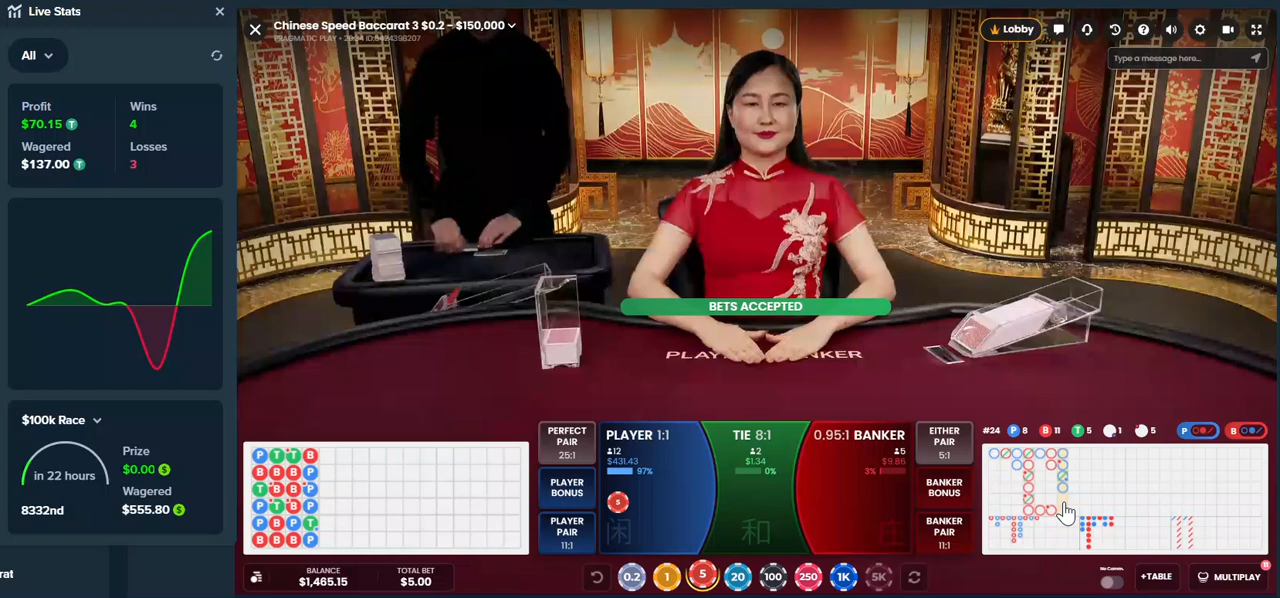 Live Stats
All
Profit
$70.15
Wins
4
Wagered
$137.00
Losses
3
$100k Race
in 22 hours
Prize
$0.00
Wagered
$555.80
8332nd
rat
Chinese Speed Baccarat 3 $0.2 – $150,000
Lobby
Type a message here...
BETS ACCEPTED
PERFECT PAIR
25:1
PLAYER BONUS
PLAYER PAIR
11:1
PLAYER 1:1
12
$431.43
97%
5
闲
TIE 8:1
2
$1.34
0%
和
0.95:1 BANKER
5
$9.86
3%
庄
EITHER PAIR
5:1
BANKER BONUS
BANKER PAIR
11:1
#24 P 8 B 11 T 5 1 5 P B
P T T B
B B B P
T B B P
P T B P
P B P T
B B B P
BALANCE
$1,465.15
TOTAL BET
$5.00
0.2 1 5 20 100 250 1K 5K
No Comm.
+TABLE
MULTIPLAY